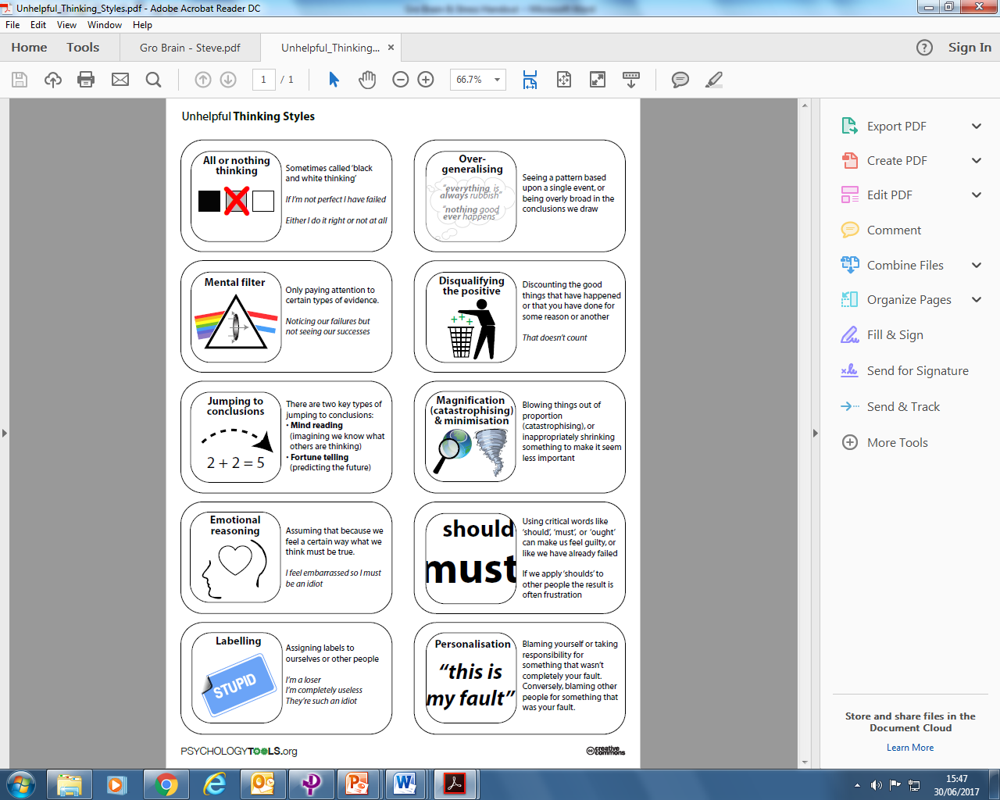 Unhelpful_Thinking_Styles.pdf - Adobe Acrobat Reader DC
File Edit View Window Help
Home Tools Gro Brain - Steve.pdf Unhelpful_Thinking... × Sign In
1 / 1 66.7%
Unhelpful Thinking Styles
All or nothing
thinking
Sometimes called ‘black
and white thinking’
If I’m not perfect I have failed
Either I do it right or not at all
Over-
generalising
“everything is
always rubbish”
“nothing good
ever happens”
Seeing a pattern based
upon a single event, or
being overly broad in the
conclusions we draw
Mental filter
Only paying attention to
certain types of evidence.
Noticing our failures but
not seeing our successes
Disqualifying
the positive
Discounting the good
things that have happened
or that you have done for
some reason or another
That doesn’t count
Jumping to
conclusions
2 + 2 = 5
There are two key types of
jumping to conclusions:
• Mind reading
(imagining we know what
others are thinking)
• Fortune telling
(predicting the future)
Magnification
(catastrophising)
& minimisation
Blowing things out of
proportion
(catastrophising), or
inappropriately shrinking
something to make it seem
less important
Emotional
reasoning
Assuming that because we
feel a certain way what we
think must be true.
I feel embarrassed so I must
be an idiot
should
must
Using critical words like
‘should’, ‘must’, or ‘ought’
can make us feel guilty, or
like we have already failed
If we apply ‘shoulds’ to
other people the result is
often frustration
Labelling
STUPID
Assigning labels to
ourselves or other people
I’m a loser
I’m completely useless
They’re such an idiot
Personalisation
“this is
my fault”
Blaming yourself or taking
responsibility for
something that wasn’t
completely your fault.
Conversely, blaming other
people for something that
was your fault.
PSYCHOLOGYTOOLS.org
cc creative
commons
Export PDF
Create PDF
Edit PDF
Comment
Combine Files
Organize Pages
Fill & Sign
Send for Signature
Send & Track
More Tools
Store and share files in the
Document Cloud
Learn More
15:47
30/06/2017